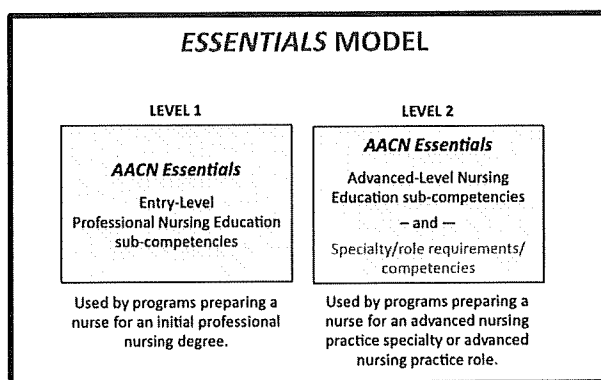 ESSENTIALS MODEL
LEVEL 1
AACN Essentials
Entry-Level
Professional Nursing Education
sub-competencies
Used by programs preparing a
nurse for an initial professional
nursing degree.
LEVEL 2
AACN Essentials
Advanced-Level Nursing
Education sub-competencies
– and —
Specialty/role requirements/
competencies
Used by programs preparing a
nurse for an advanced nursing
practice specialty or advanced
nursing practice role.